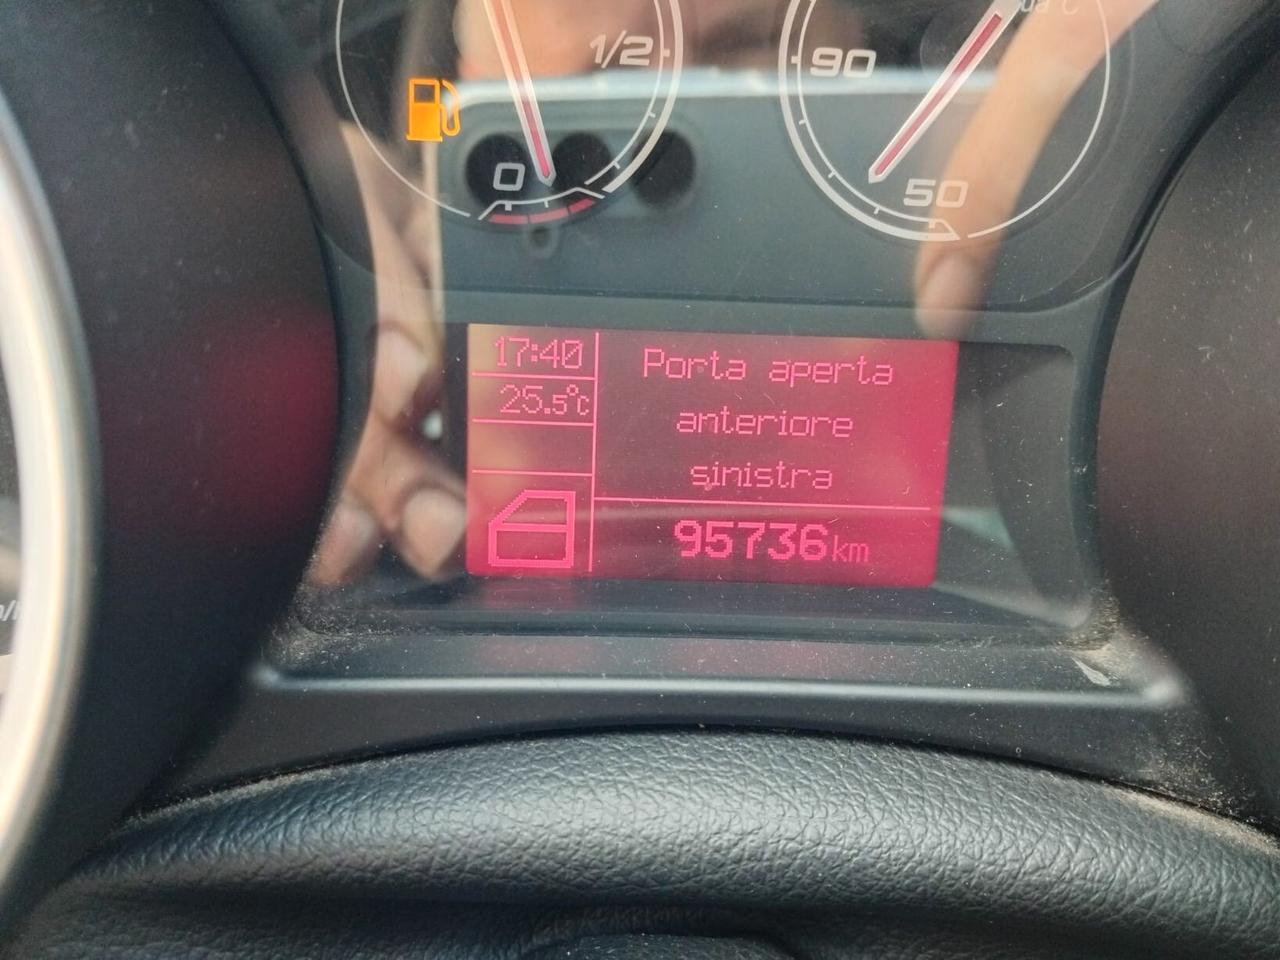 1/2
0
90
50
17:40
25.5°c
Porta aperta
anteriore
sinistra
95736km